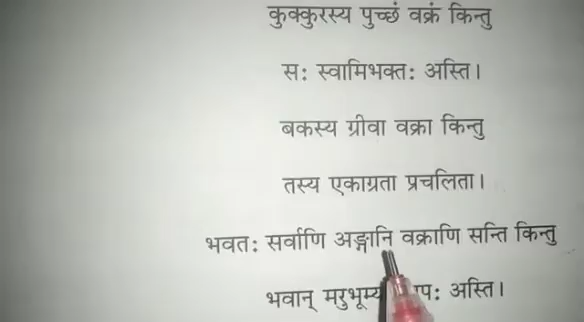 कुक्कुरस्य पुच्छं वक्रं किन्तु
सः स्वामिभक्तः अस्ति।
बकस्य ग्रीवा वक्रा किन्तु
तस्य एकाग्रता प्रचलिता।
भवतः सर्वाणि अङ्गानि वक्राणि सन्ति किन्तु
भवान् अस्ति।